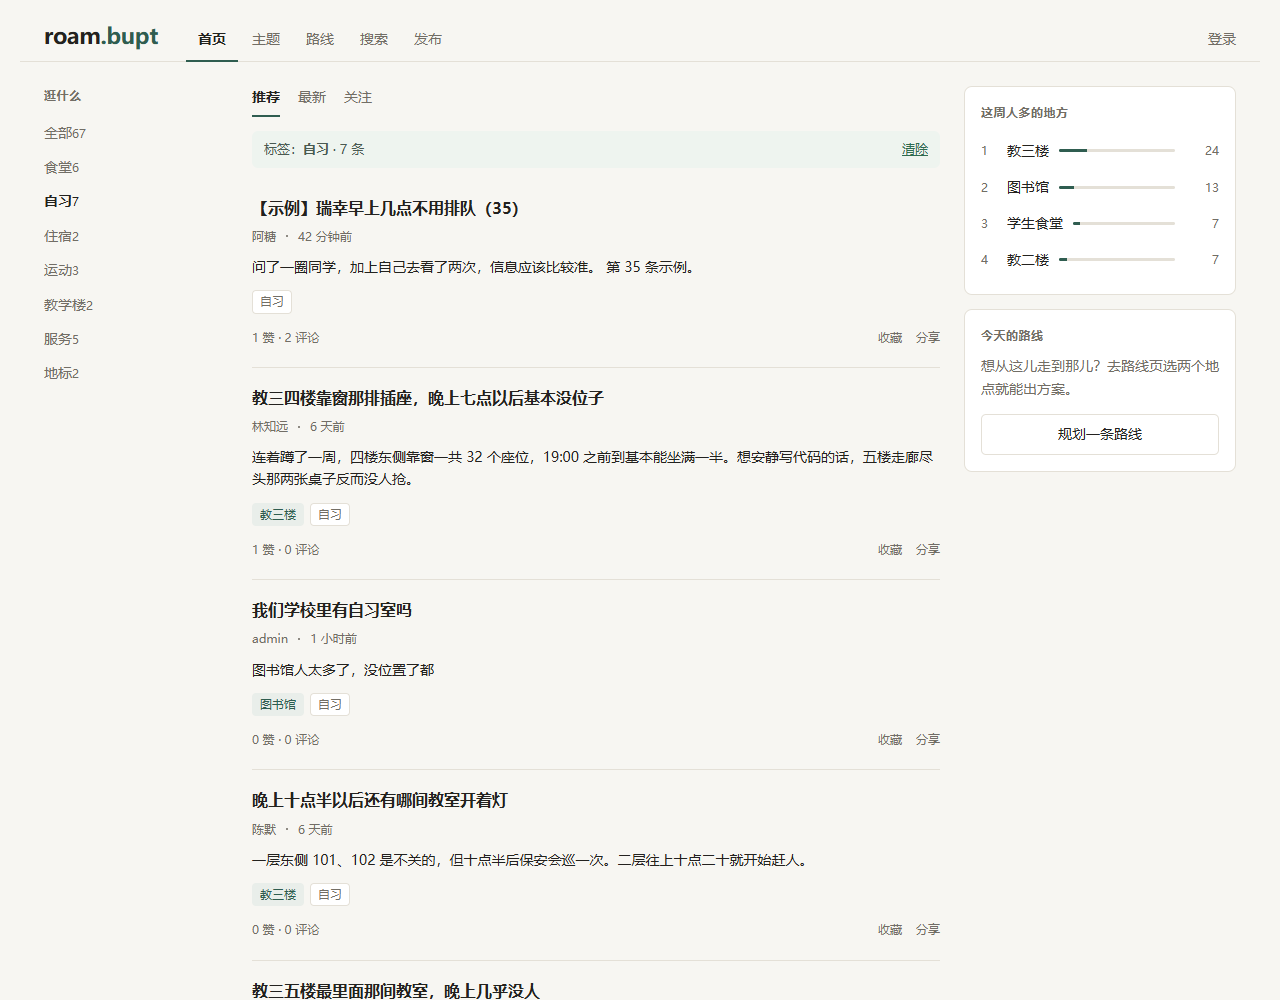 roam.bupt
首页
主题
路线
搜索
发布
登录
逛什么
全部67
食堂6
自习7
住宿2
运动3
教学楼2
服务5
地标2
推荐
最新
关注
标签：自习 · 7 条
清除
【示例】瑞幸早上几点不用排队（35）
阿糖 · 42 分钟前
问了一圈同学，加上自己去看了两次，信息应该比较准。 第 35 条示例。
自习
1 赞 · 2 评论
收藏
分享
教三四楼靠窗那排插座，晚上七点以后基本没位子
林知远 · 6 天前
连着蹲了一周，四楼东侧靠窗一共 32 个座位，19:00 之前到基本能坐满一半。想安静写代码的话，五楼走廊尽
头那两张桌子反而没人抢。
教三楼
自习
1 赞 · 0 评论
收藏
分享
我们学校里有自习室吗
admin · 1 小时前
图书馆人太多了，没位置了都
图书馆
自习
0 赞 · 0 评论
收藏
分享
晚上十点半以后还有哪间教室开着灯
陈默 · 6 天前
一层东侧 101、102 是不关的，但十点半后保安会巡一次。二层往上十点二十就开始赶人。
教三楼
自习
0 赞 · 0 评论
收藏
分享
教三五楼最里面那间教室，晚上几乎没人
这周人多的地方
1 教三楼 24
2 图书馆 13
3 学生食堂 7
4 教二楼 7
今天的路线
想从这儿走到那儿？去路线页选两个地
点就能出方案。
规划一条路线